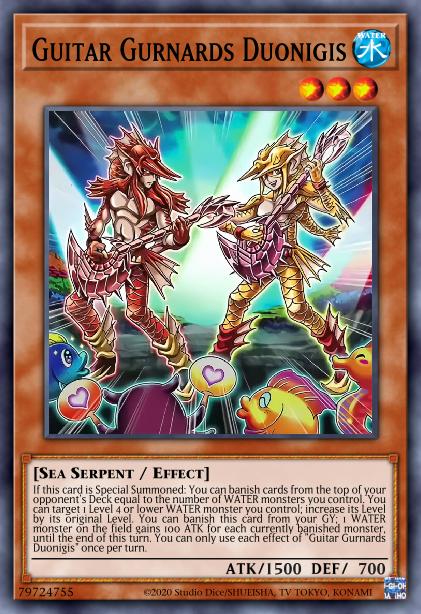 GUITAR GURNARDS DUONIGIS
WATER
水
[SEA SERPENT / EFFECT]
If this card is Special Summoned: You can banish cards from the top of your
opponent's Deck equal to the number of WATER monsters you control. You
can target 1 Level 4 or lower WATER monster you control; increase its Level
by its original Level. You can banish this card from your GY; 1 WATER
monster on the field gains 100 ATK for each currently banished monster,
until the end of this turn. You can only use each effect of "Guitar Gurnards
Duonigis" once per turn.
ATK/1500 DEF/ 700
79724755
©2020 Studio Dice/SHUEISHA, TV TOKYO, KONAMI